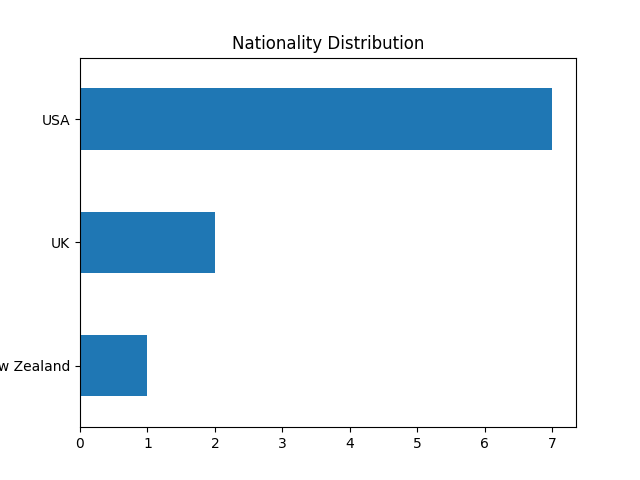 Nationality Distribution
USA
UK
w Zealand
0 1 2 3 4 5 6 7